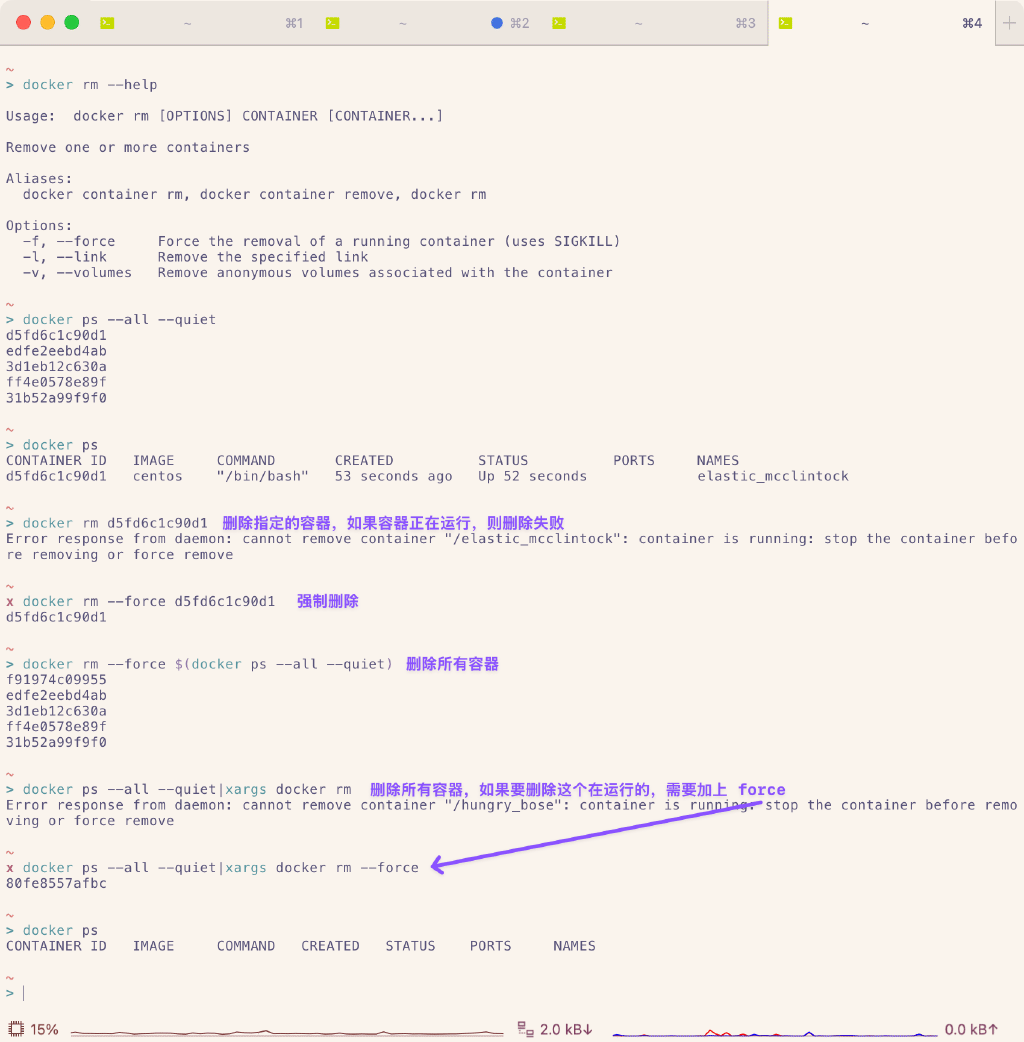 ~ ⌘1 ~ ⌘2 ~ ⌘3 ~ ⌘4
~
> docker rm --help
Usage:  docker rm [OPTIONS] CONTAINER [CONTAINER...]
Remove one or more containers
Aliases:
  docker container rm, docker container remove, docker rm
Options:
  -f, --force     Force the removal of a running container (uses SIGKILL)
  -l, --link      Remove the specified link
  -v, --volumes   Remove anonymous volumes associated with the container
~
> docker ps --all --quiet
d5fd6c1c90d1
edfe2eebd4ab
3d1eb12c630a
ff4e0578e89f
31b52a99f9f0
~
> docker ps
CONTAINER ID   IMAGE     COMMAND       CREATED          STATUS          PORTS     NAMES
d5fd6c1c90d1   centos    "/bin/bash"   53 seconds ago   Up 52 seconds             elastic_mcclintock
~
> docker rm d5fd6c1c90d1 删除指定的容器，如果容器正在运行，则删除失败
Error response from daemon: cannot remove container "/elastic_mcclintock": container is running: stop the container befo
re removing or force remove
~
x docker rm --force d5fd6c1c90d1 强制删除
d5fd6c1c90d1
~
> docker rm --force $(docker ps --all --quiet) 删除所有容器
f91974c09955
edfe2eebd4ab
3d1eb12c630a
ff4e0578e89f
31b52a99f9f0
~
> docker ps --all --quiet|xargs docker rm 删除所有容器，如果要删除这个在运行的，需要加上 force
Error response from daemon: cannot remove container "/hungry_bose": container is running: stop the container before remo
ving or force remove
~
x docker ps --all --quiet|xargs docker rm --force
80fe8557afbc
~
> docker ps
CONTAINER ID   IMAGE     COMMAND   CREATED   STATUS    PORTS     NAMES
~
>
15% 2.0 kB↓ 0.0 kB↑